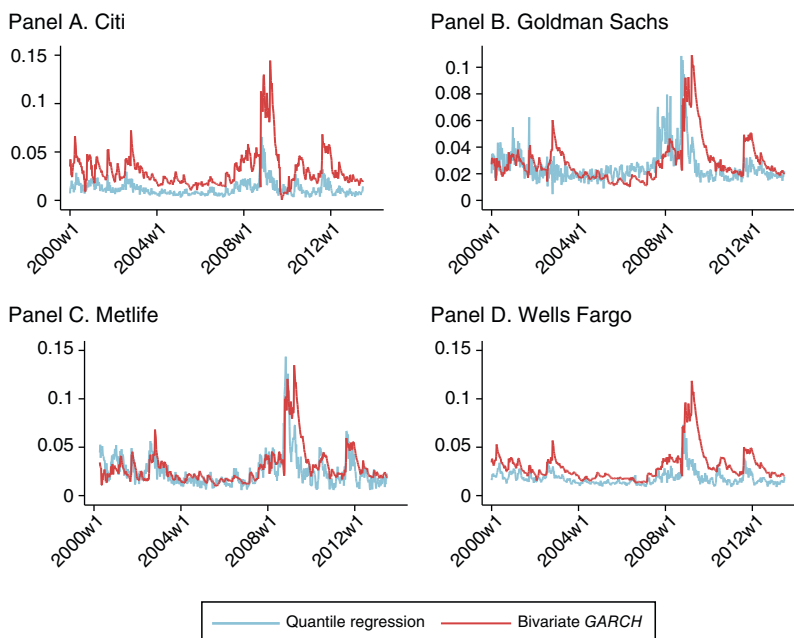 Panel A. Citi
0.15
0.1
0.05
0
2000w1
2004w1
2008w1
2012w1
Panel B. Goldman Sachs
0.1
0.08
0.06
0.04
0.02
0
2000w1
2004w1
2008w1
2012w1
Panel C. Metlife
0.15
0.1
0.05
0
2000w1
2004w1
2008w1
2012w1
Panel D. Wells Fargo
0.15
0.1
0.05
0
2000w1
2004w1
2008w1
2012w1
Quantile regression
Bivariate GARCH